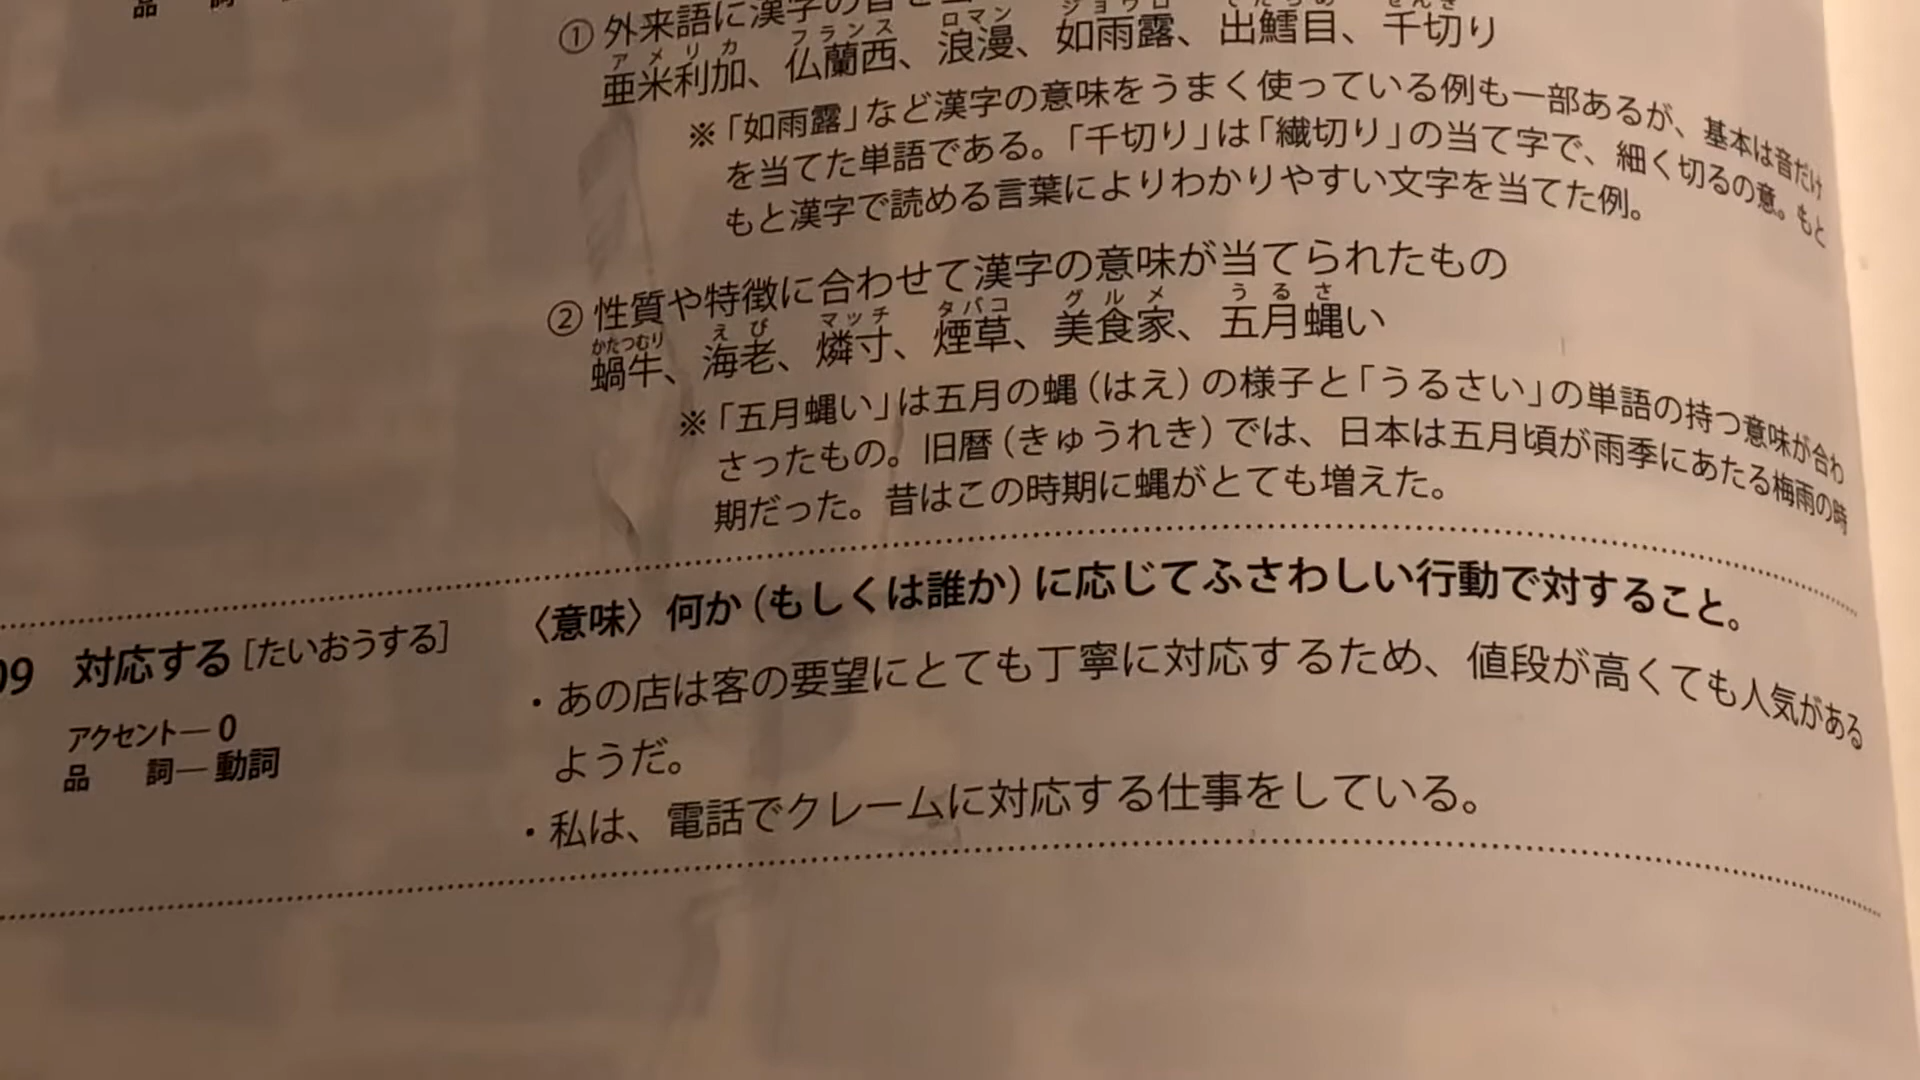 ① 外来語に漢字の音を
アメリカ フランス ロマン ジョウロ でたらめ せんぎ
亜米利加、仏蘭西、浪漫、如雨露、出鱈目、千切り
※「如雨露」など漢字の意味をうまく使っている例も一部あるが、基本は音だけ
を当てた単語である。「千切り」は「繊切り」の当て字で、細く切るの意。もと
もと漢字で読める言葉によりわかりやすい文字を当てた例。
② 性質や特徴に合わせて漢字の意味が当てられたもの
かたつむり えび マッチ タバコ グルメ うるさ
蝸牛、海老、燐寸、煙草、美食家、五月蝿い
※「五月蝿い」は五月の蝿(はえ)の様子と「うるさい」の単語の持つ意味が合わ
さったもの。旧暦(きゅうれき)では、日本は五月頃が雨季にあたる梅雨の時
期だった。昔はこの時期に蝿がとても増えた。
09 対応する[たいおうする]
アクセント―0
品 詞―動詞
〈意味〉何か(もしくは誰か)に応じてふさわしい行動で対すること。
・あの店は客の要望にとても丁寧に対応するため、値段が高くても人気がある
ようだ。
・私は、電話でクレームに対応する仕事をしている。